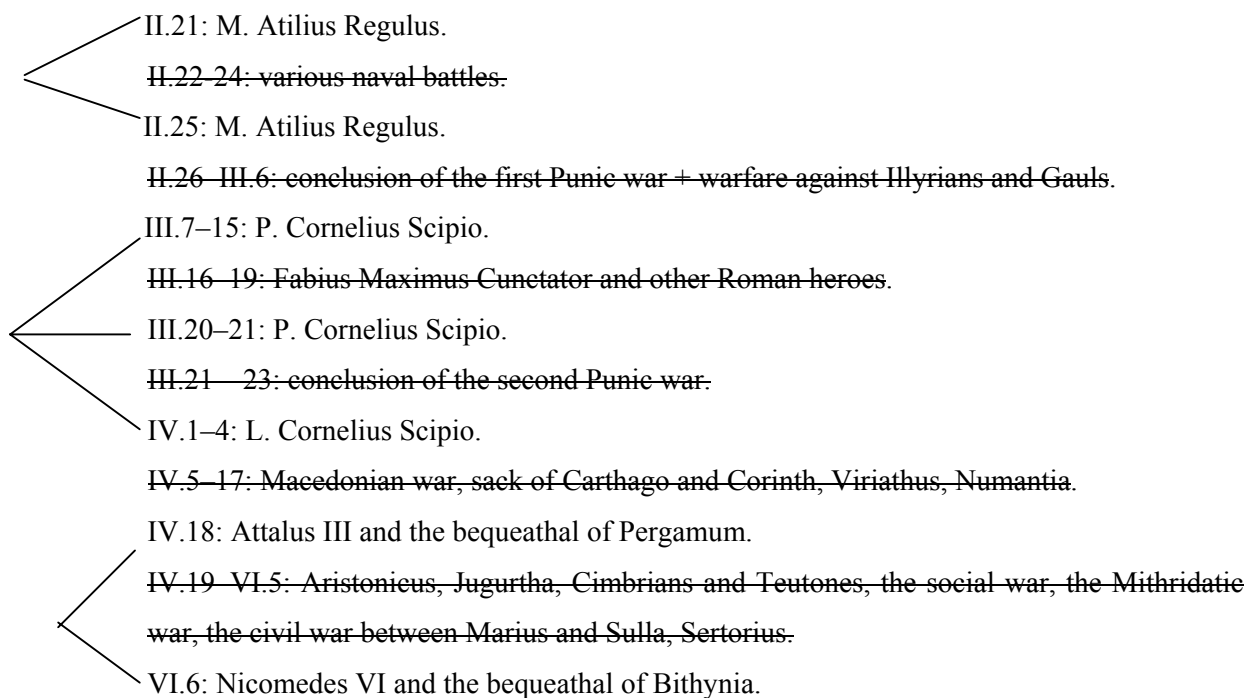 II.21: M. Atilius Regulus.
II.22-24: various naval battles.
II.25: M. Atilius Regulus.
II.26–III.6: conclusion of the first Punic war + warfare against Illyrians and Gauls.
III.7–15: P. Cornelius Scipio.
III.16–19: Fabius Maximus Cunctator and other Roman heroes.
III.20–21: P. Cornelius Scipio.
III.21 – 23: conclusion of the second Punic war.
IV.1–4: L. Cornelius Scipio.
IV.5–17: Macedonian war, sack of Carthago and Corinth, Viriathus, Numantia.
IV.18: Attalus III and the bequeathal of Pergamum.
IV.19–VI.5: Aristonicus, Jugurtha, Cimbrians and Teutones, the social war, the Mithridatic
war, the civil war between Marius and Sulla, Sertorius.
VI.6: Nicomedes VI and the bequeathal of Bithynia.